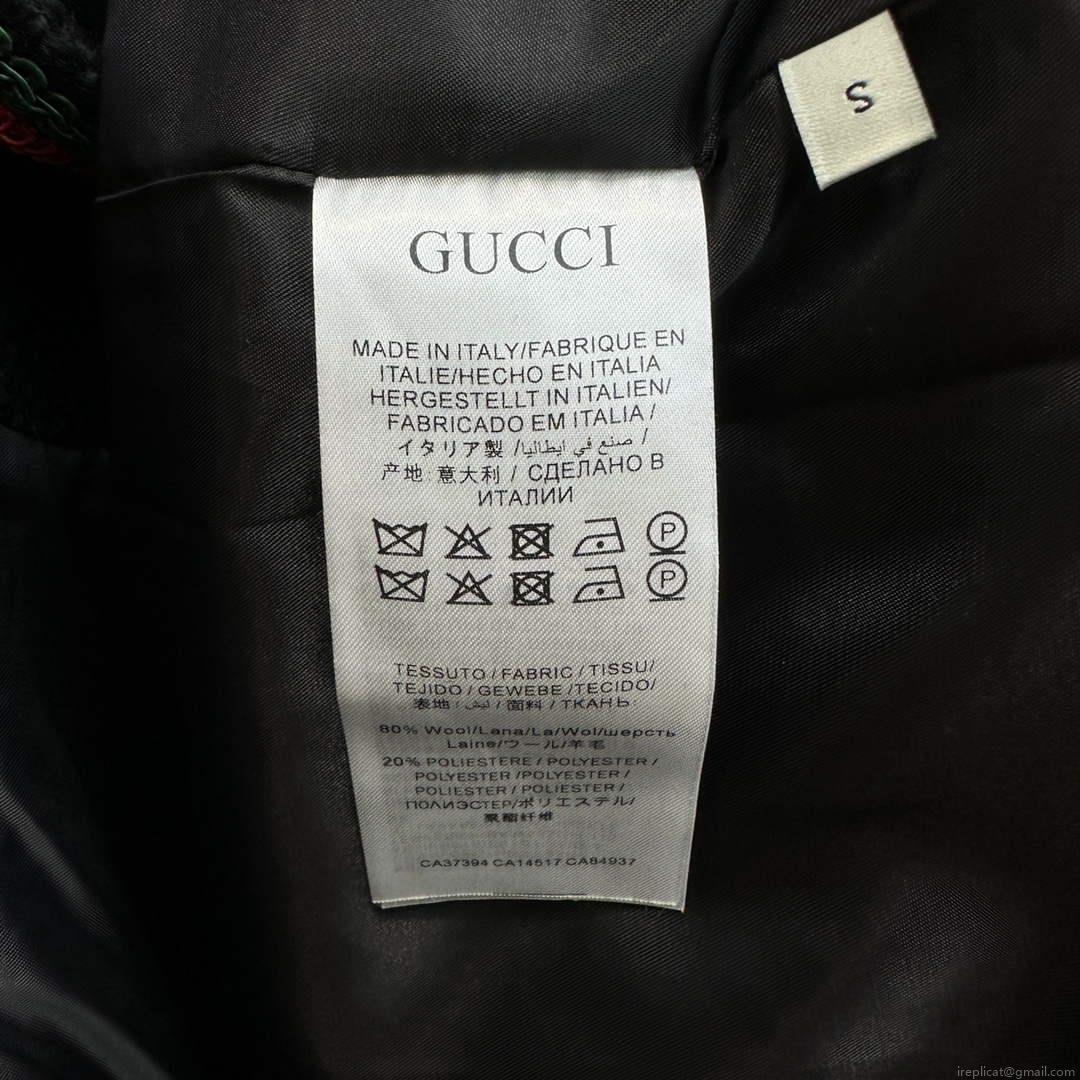 S
GUCCI
MADE IN ITALY/FABRIQUE EN
ITALIE/HECHO EN ITALIA
HERGESTELLT IN ITALIEN/
FABRICADO EM ITALIA /
イタリア製 /صنع في ايطاليا /
产地:意大利 / СДЕЛАНО В
ИТАЛИИ
P
P
TESSUTO / FABRIC / TISSU/
TEJIDO / GEWEBE /TECIDO/
表地 / / 面料 / ТКАНЬ:
80% Wool/Lana/La/Wol/шерсть
Laine/ウール/羊毛
20% POLIESTERE / POLYESTER /
POLYESTER /POLYESTER /
POLIESTER / POLIESTER /
ПОЛИЭСТЕР/ポリエステル/
聚酯纤维
CA37394 CA14517 CA84937
ireplicat@gmail.com